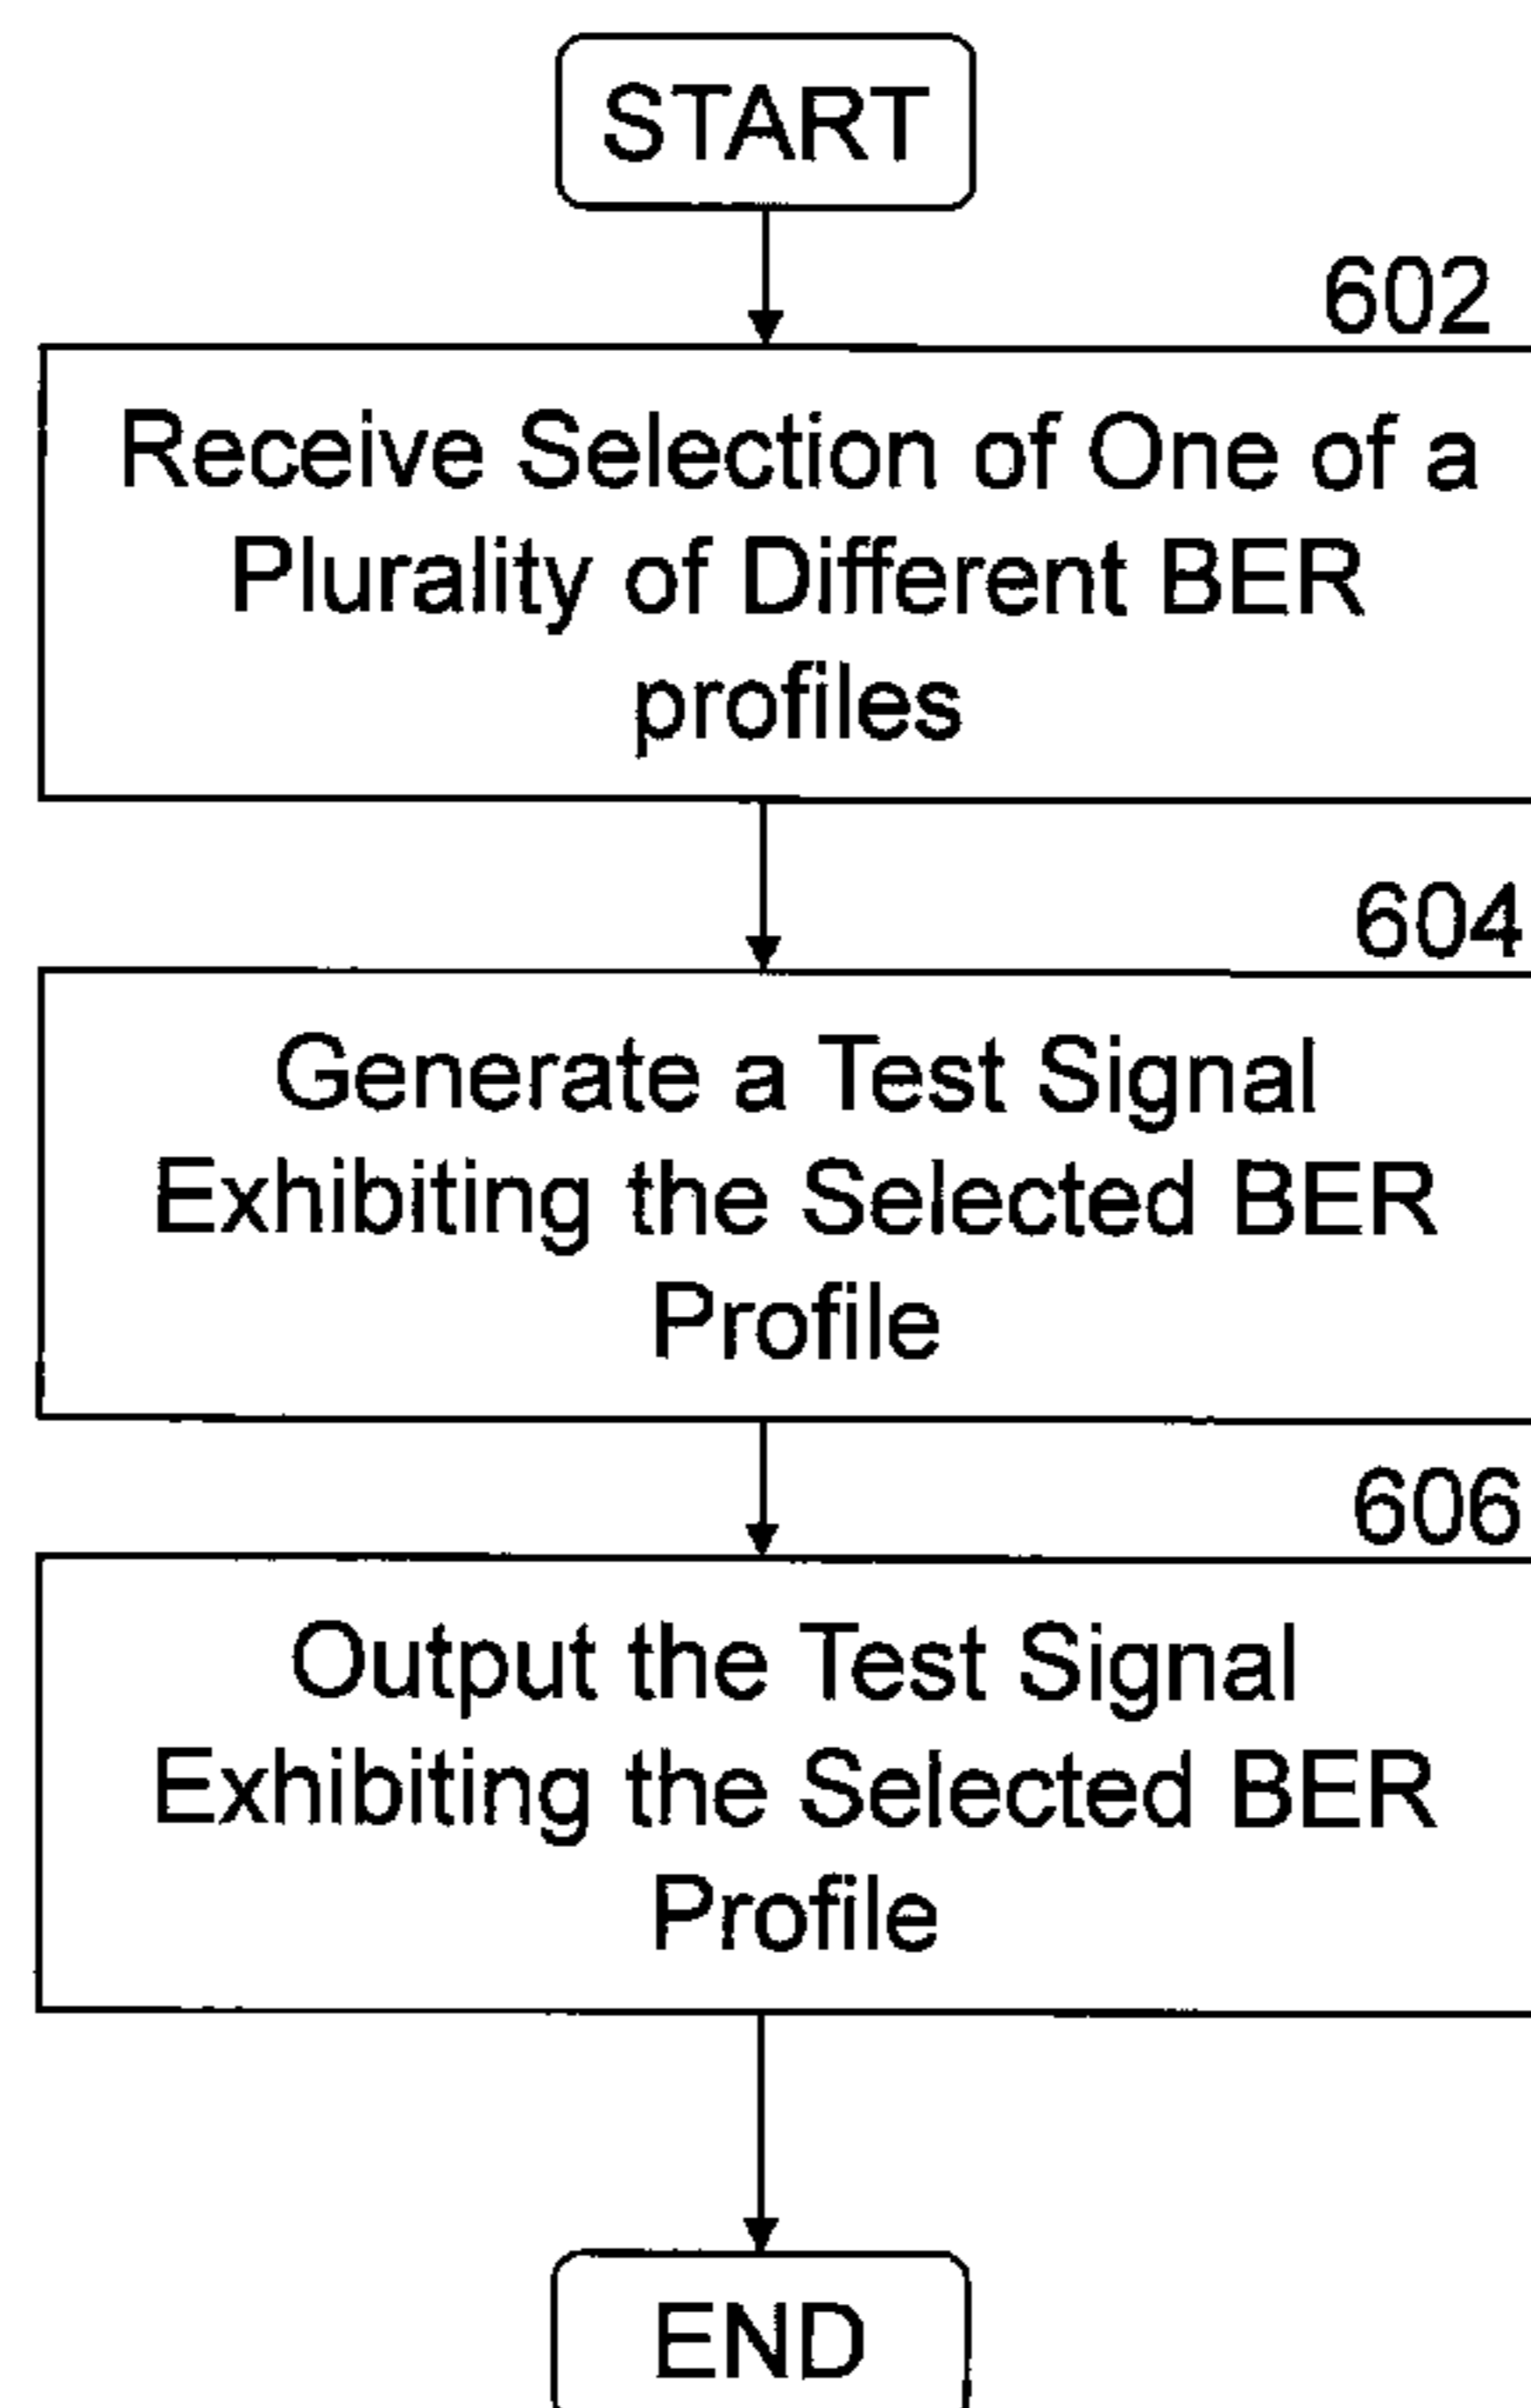 START
602
Receive Selection of One of a
Plurality of Different BER
profiles
604
Generate a Test Signal
Exhibiting the Selected BER
Profile
606
Output the Test Signal
Exhibiting the Selected BER
Profile
END